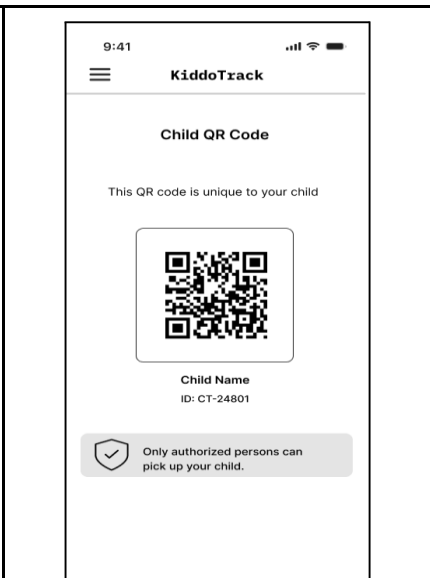 9:41
KiddoTrack
Child QR Code
This QR code is unique to your child
Child Name
ID: CT-24801
Only authorized persons can
pick up your child.